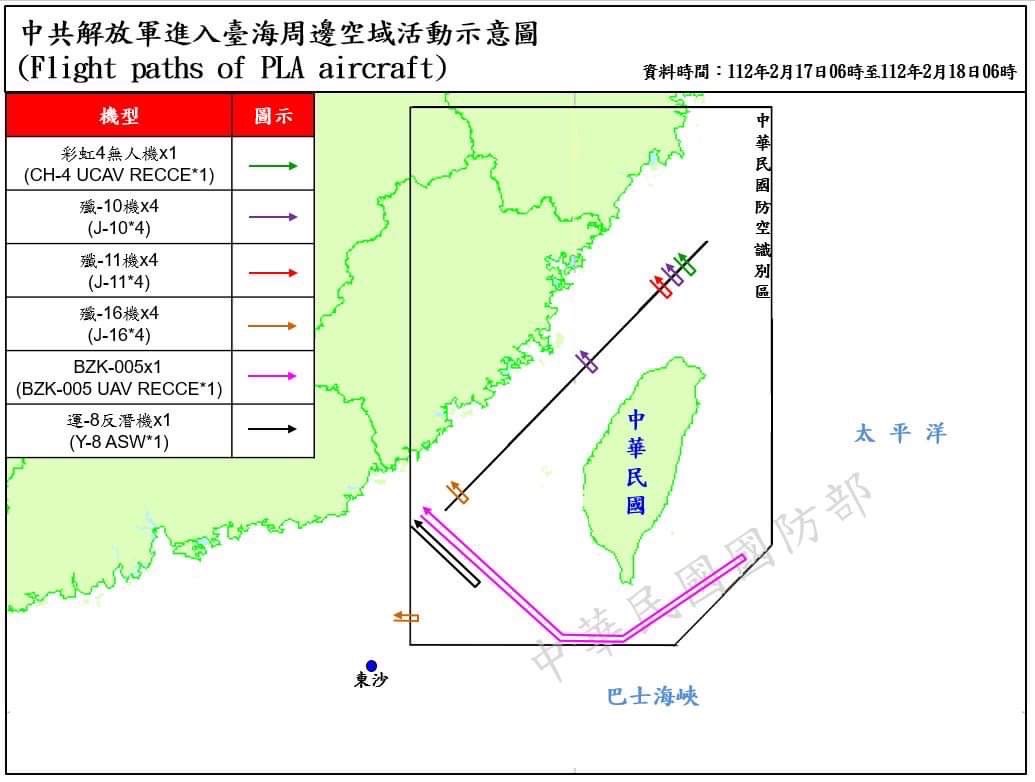 中共解放軍進入臺海周邊空域活動示意圖
(Flight paths of PLA aircraft)
資料時間：112年2月17日06時至112年2月18日06時
機型
圖示
彩虹4無人機x1
(CH-4 UCAV RECCE*1)
殲-10機x4
(J-10*4)
殲-11機x4
(J-11*4)
殲-16機x4
(J-16*4)
BZK-005x1
(BZK-005 UAV RECCE*1)
運-8反潛機x1
(Y-8 ASW*1)
中華民國防空識別區
中華民國
太平洋
中華民國國防部
東沙
巴士海峽